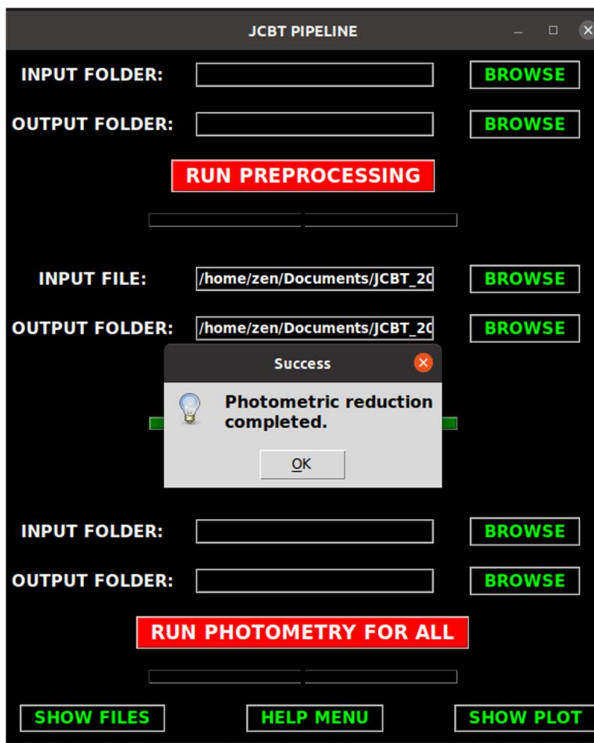 JCBT PIPELINE
INPUT FOLDER: BROWSE
OUTPUT FOLDER: BROWSE
RUN PREPROCESSING
INPUT FILE: /home/zen/Documents/JCBT_20 BROWSE
OUTPUT FOLDER: /home/zen/Documents/JCBT_20 BROWSE
Success
Photometric reduction
completed.
OK
INPUT FOLDER: BROWSE
OUTPUT FOLDER: BROWSE
RUN PHOTOMETRY FOR ALL
SHOW FILES HELP MENU SHOW PLOT